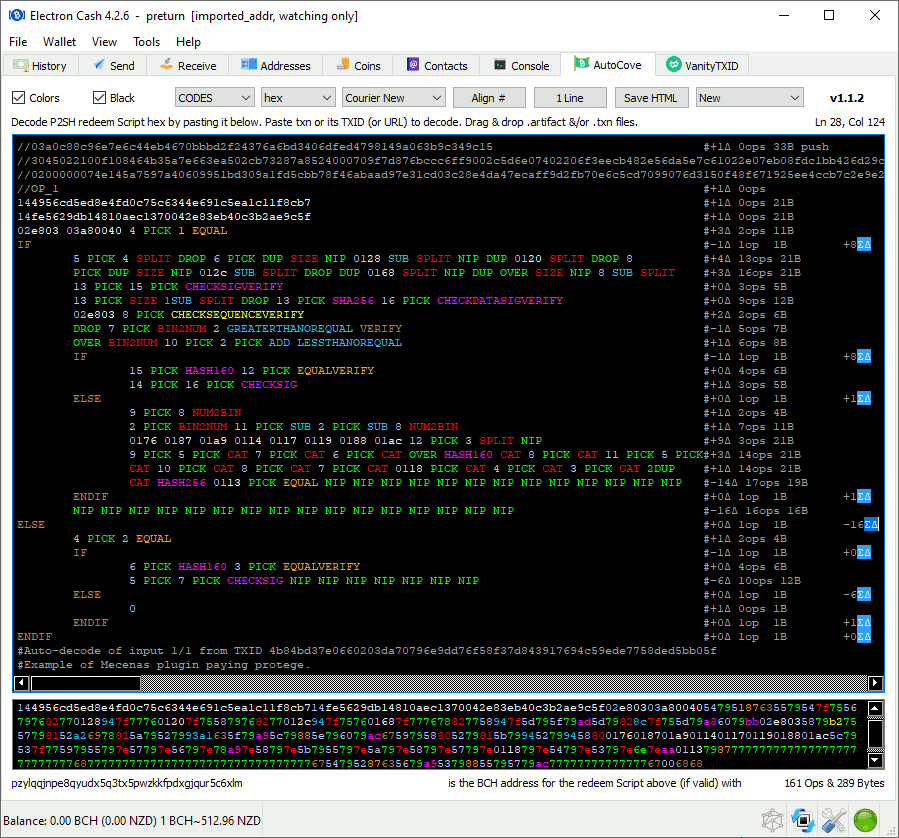 Electron Cash 4.2.6 - preturn [imported_addr, watching only]
File Wallet View Tools Help
History Send Receive Addresses Coins Contacts Console AutoCove VanityTXID
Colors Black CODES hex Courier New Align # 1 Line Save HTML New v1.1.2
Decode P2SH redeem Script hex by pasting it below. Paste txn or its TXID (or URL) to decode. Drag & drop .artifact &/or .txn files. Ln 28, Col 124
//03a0c88c96e7e6c44eb4670bbbd2f24376a6bd3406dfed4798149a063b9c349c15 #+1Δ 0ops 33B push
//3045022100f108464b35a7e663ea502cb73287a8524000709f7d876bccc6ff9002c5d6e07402206f3eecb482e56da5e7c61022e07eb08fdc1bb426d29c
//0200000074e145a7597a40609951bd309a1fd5cbb78f46abaad97e31cd03c28e4da47ecaff9d2fb70e6c5cd7099076d3150f48f671925ee4ccb7c2e9e2
//OP_1 #+1Δ 0ops
144956cd5ed8e4fd0c75c6344e691c5ea1c11f8cb7 #+1Δ 0ops 21B
14fe5629db14810aec1370042e83eb40c3b2ae9c5f #+1Δ 0ops 21B
02e803 03a80040 4 PICK 1 EQUAL #+3Δ 2ops 11B
IF #-1Δ 1op 1B +8ΣΔ
5 PICK 4 SPLIT DROP 6 PICK DUP SIZE NIP 0128 SUB SPLIT NIP DUP 0120 SPLIT DROP 8 #+4Δ 13ops 21B
PICK DUP SIZE NIP 012c SUB SPLIT DROP DUP 0168 SPLIT NIP DUP OVER SIZE NIP 8 SUB SPLIT #+3Δ 16ops 21B
13 PICK 15 PICK CHECKSIGVERIFY #+0Δ 3ops 5B
13 PICK SIZE 1SUB SPLIT DROP 13 PICK SHA256 16 PICK CHECKDATASIGVERIFY #+0Δ 9ops 12B
02e803 8 PICK CHECKSEQUENCEVERIFY #+2Δ 2ops 6B
DROP 7 PICK BIN2NUM 2 GREATERTHANOREQUAL VERIFY #-1Δ 5ops 7B
OVER BIN2NUM 10 PICK 2 PICK ADD LESSTHANOREQUAL #+1Δ 6ops 8B
IF #-1Δ 1op 1B +8ΣΔ
15 PICK HASH160 12 PICK EQUALVERIFY #+0Δ 4ops 6B
14 PICK 16 PICK CHECKSIG #+1Δ 3ops 5B
ELSE #+0Δ 1op 1B +1ΣΔ
9 PICK 8 NUM2BIN #+1Δ 2ops 4B
2 PICK BIN2NUM 11 PICK SUB 2 PICK SUB 8 NUM2BIN #+1Δ 7ops 11B
0176 0187 01a9 0114 0117 0119 0188 01ac 12 PICK 3 SPLIT NIP #+9Δ 3ops 21B
9 PICK 5 PICK CAT 7 PICK CAT 6 PICK CAT OVER HASH160 CAT 8 PICK CAT 11 PICK 5 PICK #+3Δ 14ops 21B
CAT 10 PICK CAT 8 PICK CAT 7 PICK CAT 0118 PICK CAT 4 PICK CAT 3 PICK CAT 2DUP #+1Δ 14ops 21B
CAT HASH256 0113 PICK EQUAL NIP NIP NIP NIP NIP NIP NIP NIP NIP NIP NIP NIP NIP #-14Δ 17ops 19B
ENDIF #+0Δ 1op 1B +1ΣΔ
NIP NIP NIP NIP NIP NIP NIP NIP NIP NIP NIP NIP NIP NIP NIP NIP #-16Δ 16ops 16B
ELSE #+0Δ 1op 1B -16ΣΔ
4 PICK 2 EQUAL #+1Δ 2ops 4B
IF #-1Δ 1op 1B +0ΣΔ
6 PICK HASH160 3 PICK EQUALVERIFY #+0Δ 4ops 6B
5 PICK 7 PICK CHECKSIG NIP NIP NIP NIP NIP NIP NIP #-6Δ 10ops 12B
ELSE #+0Δ 1op 1B -6ΣΔ
0 #+1Δ 0ops 1B
ENDIF #+0Δ 1op 1B +1ΣΔ
ENDIF #+0Δ 1op 1B +0ΣΔ
#Auto-decode of input 1/1 from TXID 4b84bd37e0660203da70796e9dd76f58f37d843917694c59ede7758ded5bb05f
#Example of Mecenas plugin paying protege.
144956cd5ed8e4fd0c75c6344e691c5ea1c11f8cb714fe5629db14810aec1370042e83eb40c3b2ae9c5f02e80303a80040547951876355795 47f7556
pzylqqjnpe8qyudx5q3tx5pwzkkfpdxgjqur5c6xlm is the BCH address for the redeem Script above (if valid) with 161 Ops & 289 Bytes
Balance: 0.00 BCH (0.00 NZD) 1 BCH~512.96 NZD